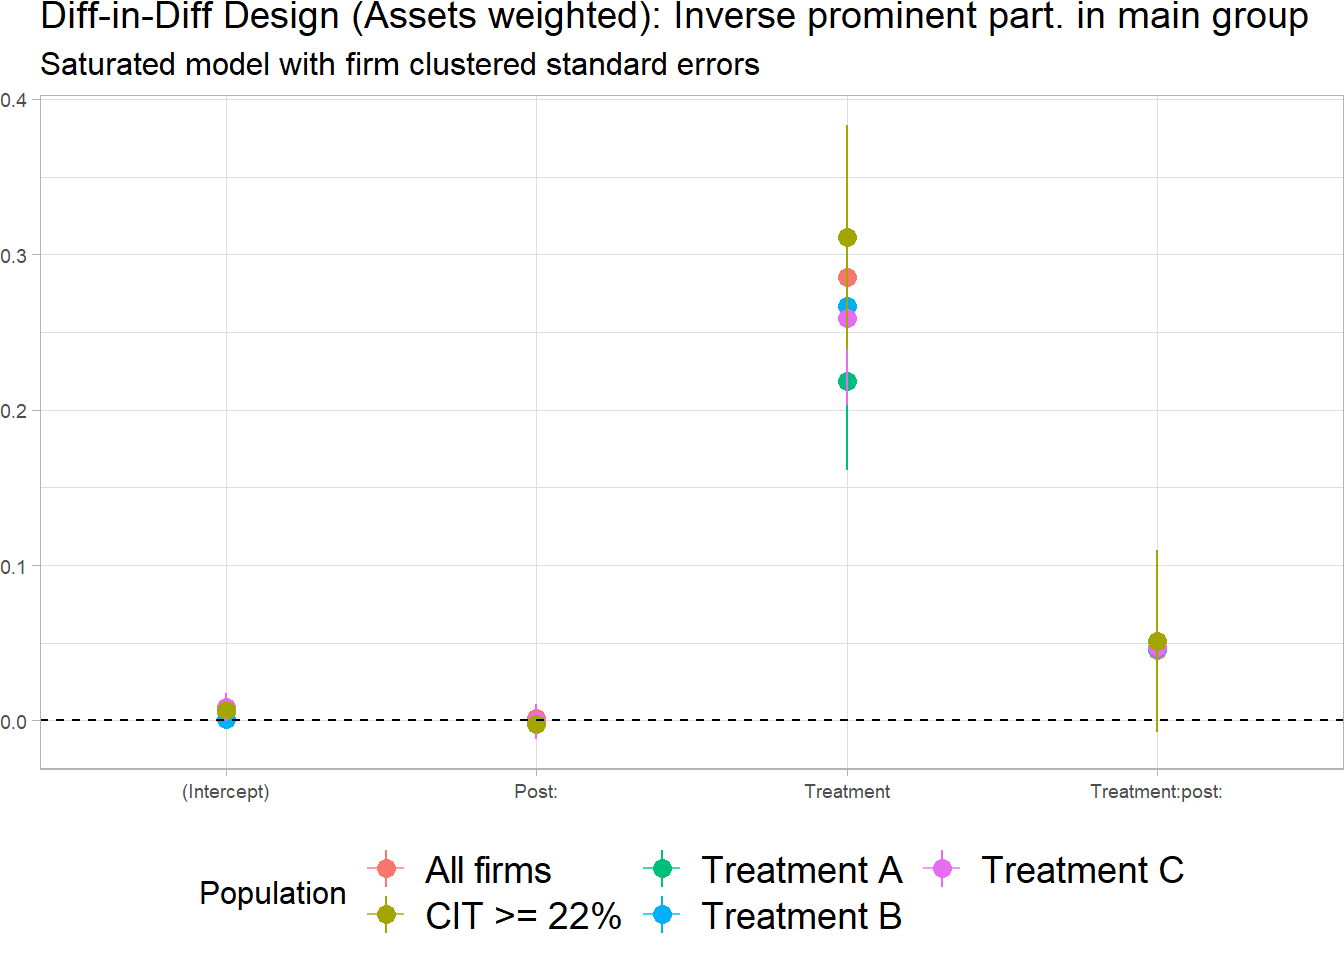 Diff-in-Diff Design (Assets weighted): Inverse prominent part. in main group
Saturated model with firm clustered standard errors
0.4
0.3
0.2
0.1
0.0
(Intercept) Post: Treatment Treatment:post:
Population
All firms Treatment A Treatment C
CIT >= 22% Treatment B